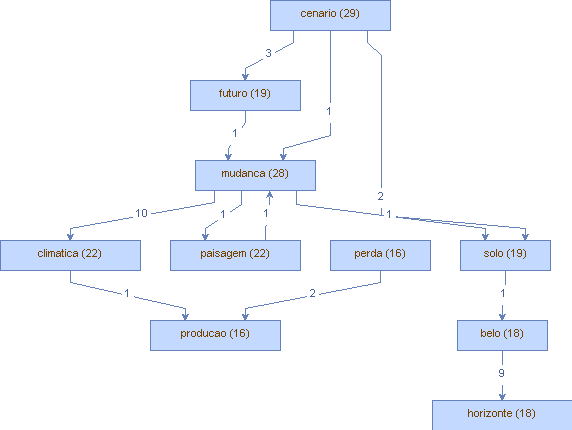 cenario (29)
3
futuro (19)
1
1
mudanca (28)
2
10
1
1
1
climatica (22)
paisagem (22)
perda (16)
solo (19)
1
2
1
producao (16)
belo (18)
9
horizonte (18)